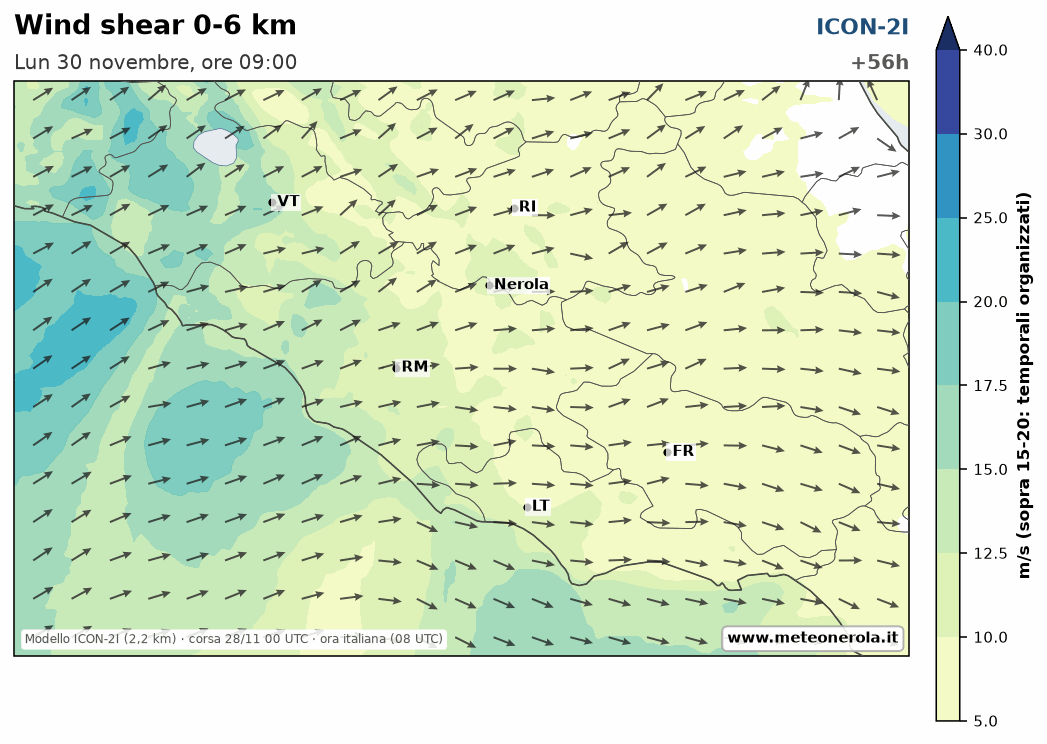 Wind shear 0-6 km
ICON-2I
Lun 30 novembre, ore 09:00
+56h
VT
RI
Nerola
RM
FR
LT
Modello ICON-2I (2,2 km) · corsa 28/11 00 UTC · ora italiana (08 UTC)
www.meteonerola.it
40.0
30.0
25.0
20.0
17.5
15.0
12.5
10.0
5.0
m/s (sopra 15-20: temporali organizzati)